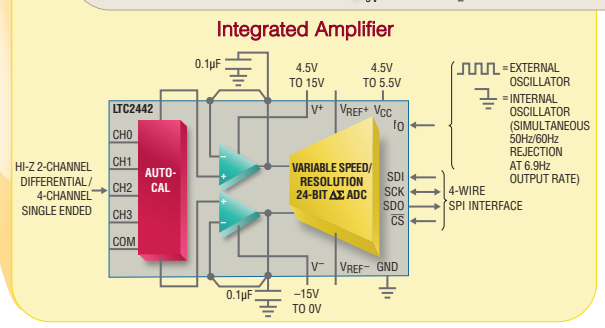 Integrated Amplifier
0.1µF
4.5V
TO 15V
4.5V
TO 5.5V
= EXTERNAL
OSCILLATOR
= INTERNAL
OSCILLATOR
(SIMULTANEOUS
50Hz/60Hz
REJECTION
AT 6.9Hz
OUTPUT RATE)
LTC2442
V+
VREF+
VCC
fO
CH0
CH1
CH2
CH3
COM
HI-Z 2-CHANNEL
DIFFERENTIAL /
4-CHANNEL
SINGLE ENDED
AUTO-
CAL
–
+
+
–
VARIABLE SPEED/
RESOLUTION
24-BIT ΔΣ ADC
SDI
SCK
SDO
CS
4-WIRE
SPI INTERFACE
V–
VREF–
GND
0.1µF
–15V
TO 0V